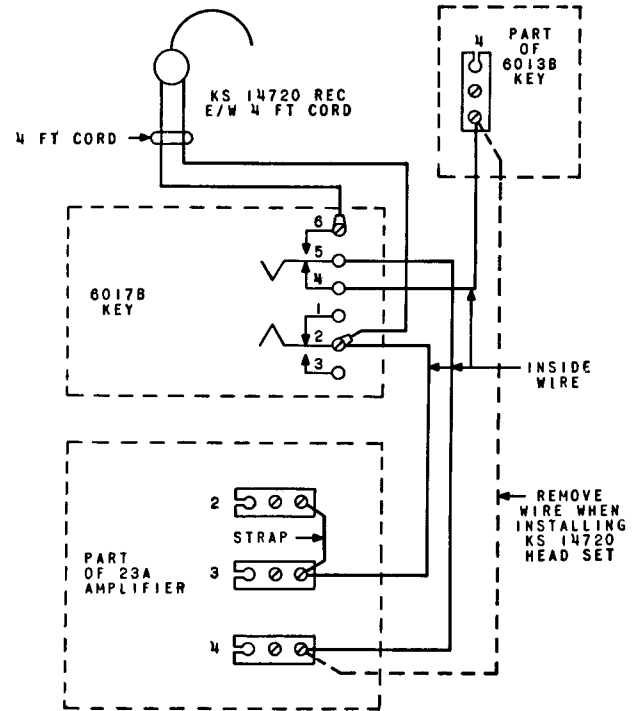 KS 14720 REC
E/W 4 FT CORD
4 FT CORD
4
PART
OF
6013B
KEY
6017B
KEY
6
5
4
1
2
3
INSIDE
WIRE
REMOVE
WIRE WHEN
INSTALLING
KS 14720
HEAD SET
PART
OF 23A
AMPLIFIER
2
STRAP
3
4